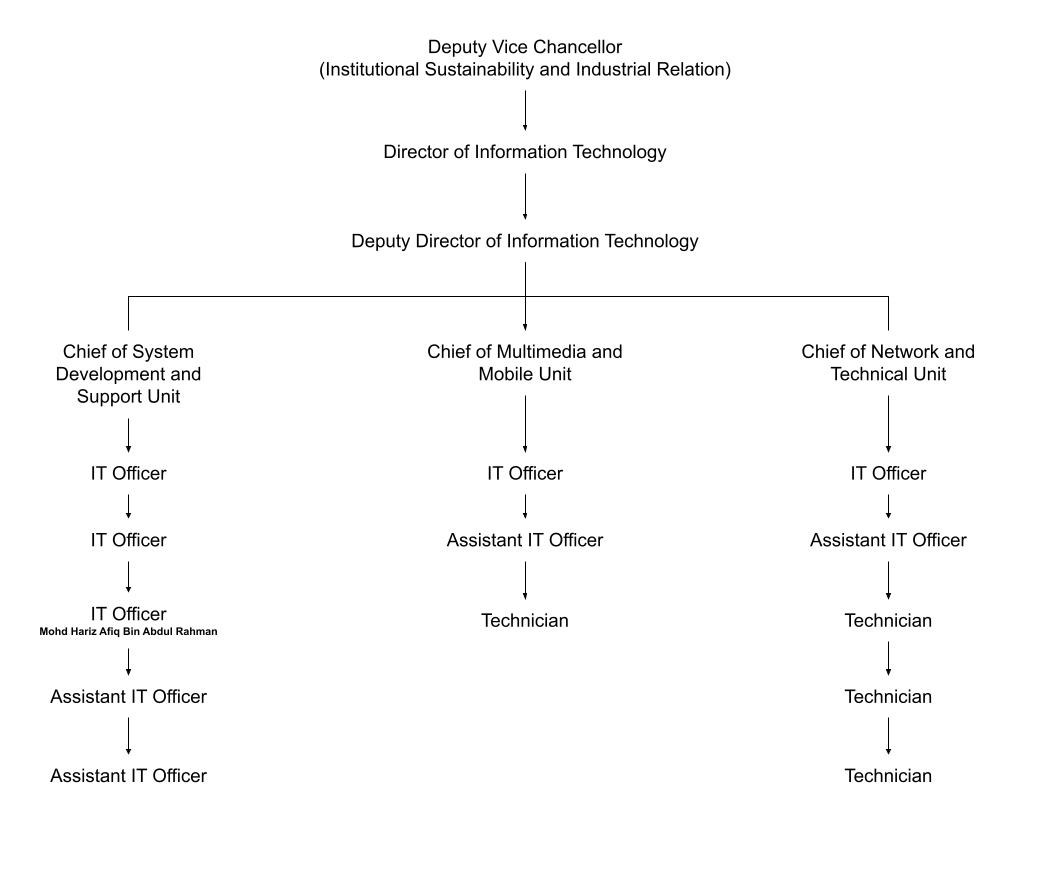 Deputy Vice Chancellor
(Institutional Sustainability and Industrial Relation)
Director of Information Technology
Deputy Director of Information Technology
Chief of System
Development and
Support Unit
IT Officer
IT Officer
IT Officer
Mohd Hariz Afiq Bin Abdul Rahman
Assistant IT Officer
Assistant IT Officer
Chief of Multimedia and
Mobile Unit
IT Officer
Assistant IT Officer
Technician
Chief of Network and
Technical Unit
IT Officer
Assistant IT Officer
Technician
Technician
Technician